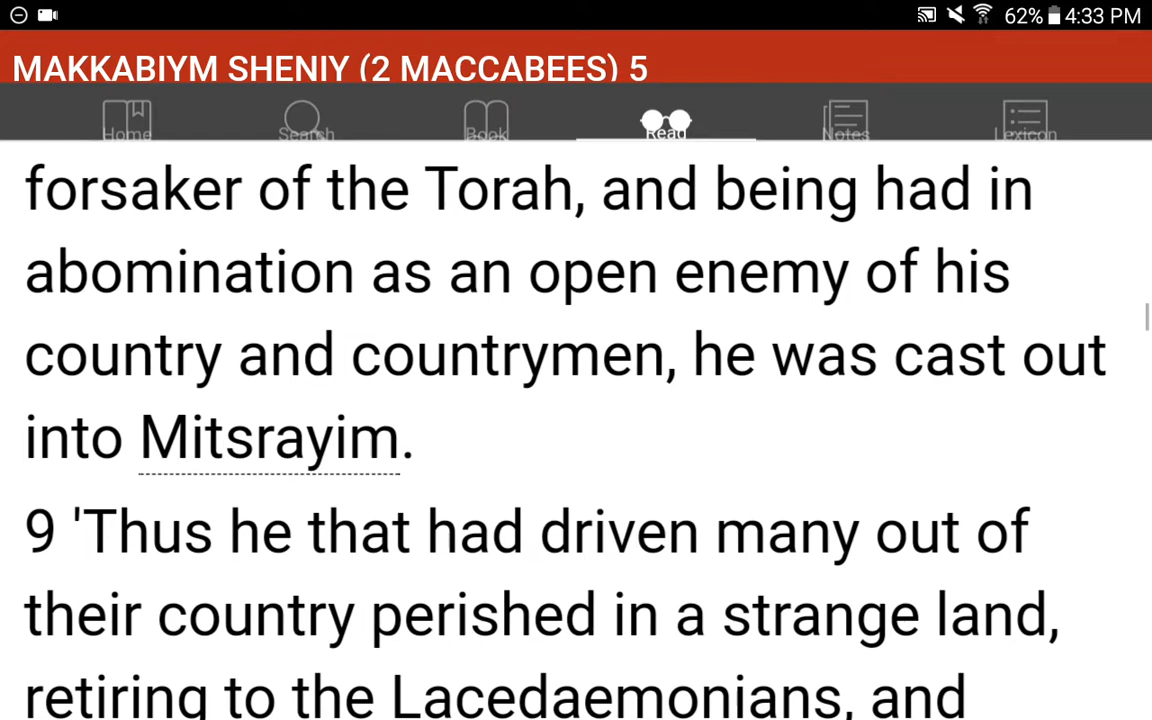 62% 4:33 PM
MAKKABIYM SHENIY (2 MACCABEES) 5
Home Search Book Read Notes Lexicon
forsaker of the Torah, and being had in
abomination as an open enemy of his
country and countrymen, he was cast out
into Mitsrayim.
9 'Thus he that had driven many out of
their country perished in a strange land,
retiring to the Lacedaemonians, and